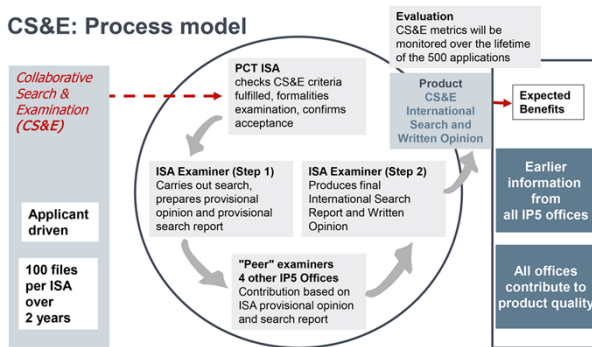 CS&E: Process model
Evaluation
CS&E metrics will be
monitored over the lifetime
of the 500 applications
Collaborative
Search &
Examination
(CS&E)
PCT ISA
checks CS&E criteria
fulfilled, formalities
examination, confirms
acceptance
Product
CS&E
International
Search and
Written Opinion
Expected
Benefits
ISA Examiner (Step 1)
Carries out search,
prepares provisional
opinion and provisional
search report
ISA Examiner (Step 2)
Produces final
International Search
Report and Written
Opinion
Earlier
information
from
all IP5 offices
Applicant
driven
100 files
per ISA
over
2 years
"Peer" examiners
4 other IP5 Offices
Contribution based on
ISA provisional opinion
and search report
All offices
contribute to
product quality